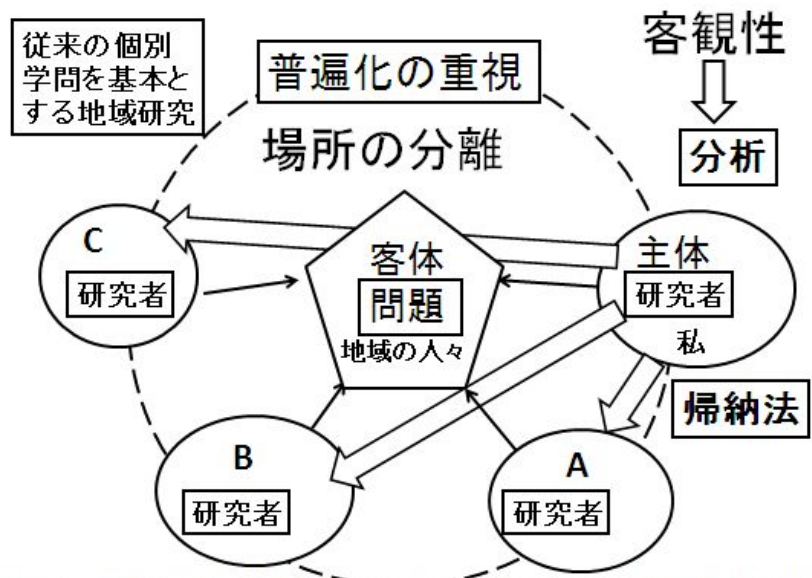 従来の個別
学問を基本と
する地域研究
普遍化の重視
客観性
分析
場所の分離
C
研究者
客体
問題
地域の人々
主体
研究者
私
帰納法
B
研究者
A
研究者